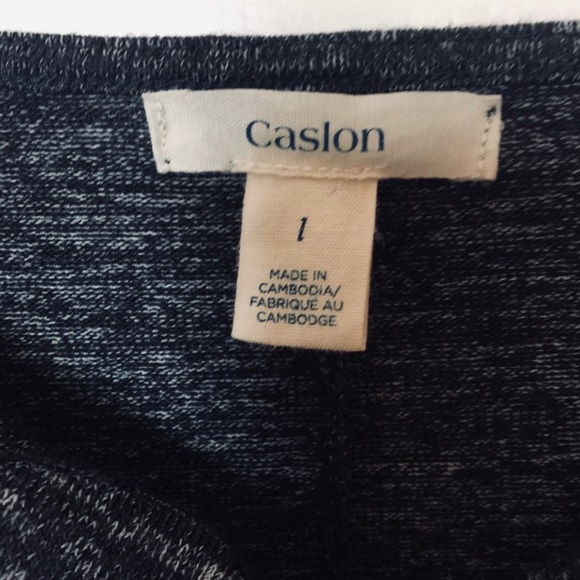 Caslon
l
MADE IN
CAMBODIA/
FABRIQUÉ AU
CAMBODGE